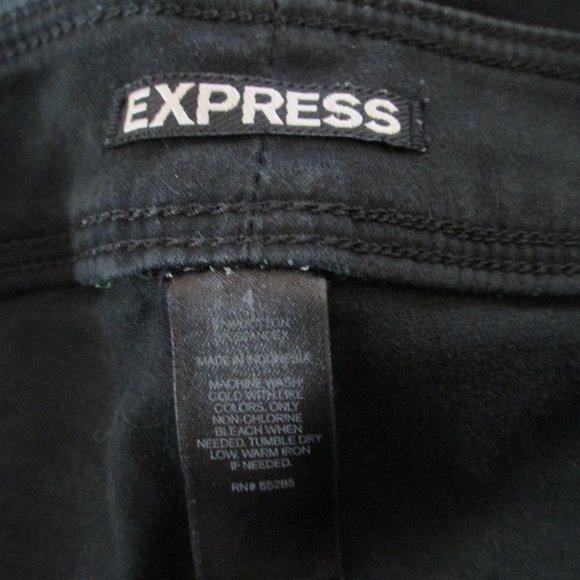 EXPRESS
4
MADE IN INDONESIA
MACHINE WASH
COLD WITH LIKE
COLORS, ONLY
NON-CHLORINE
BLEACH WHEN
NEEDED, TUMBLE DRY
LOW, WARM IRON
IF NEEDED.
RN# 55285